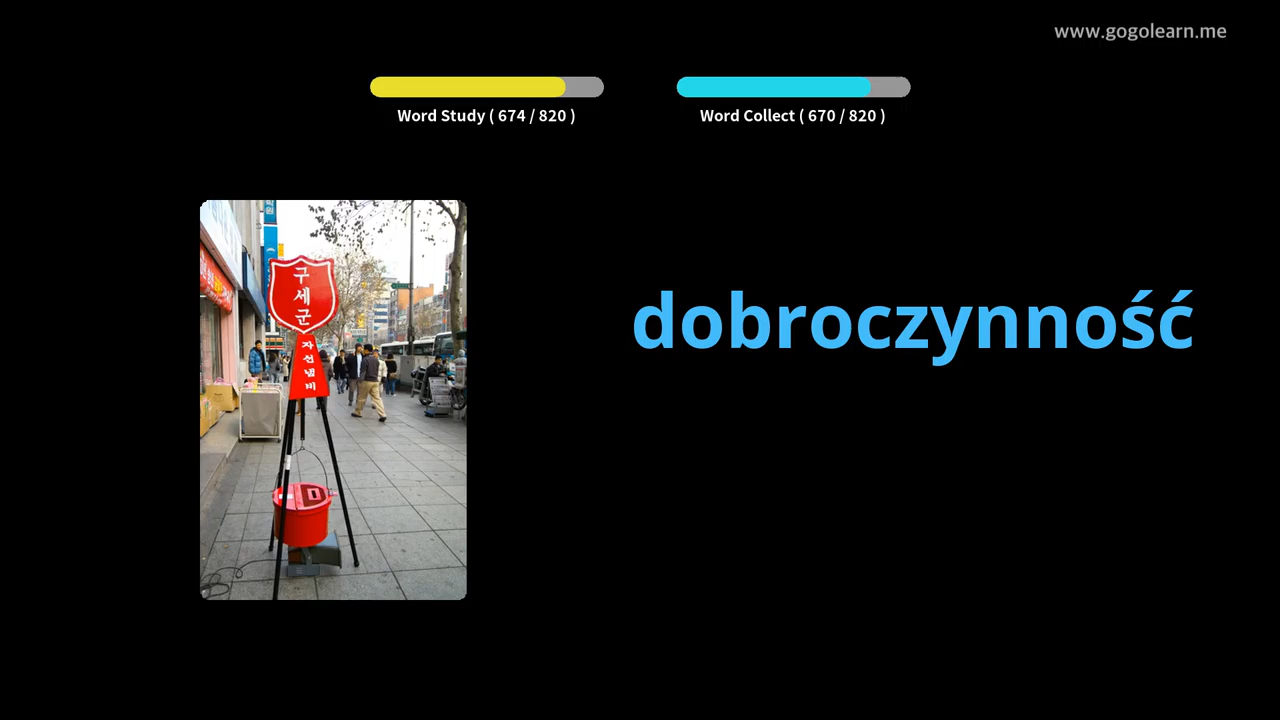 www.gogolearn.me
Word Study ( 674 / 820 )
Word Collect ( 670 / 820 )
구세군
자선냄비
dobroczynność